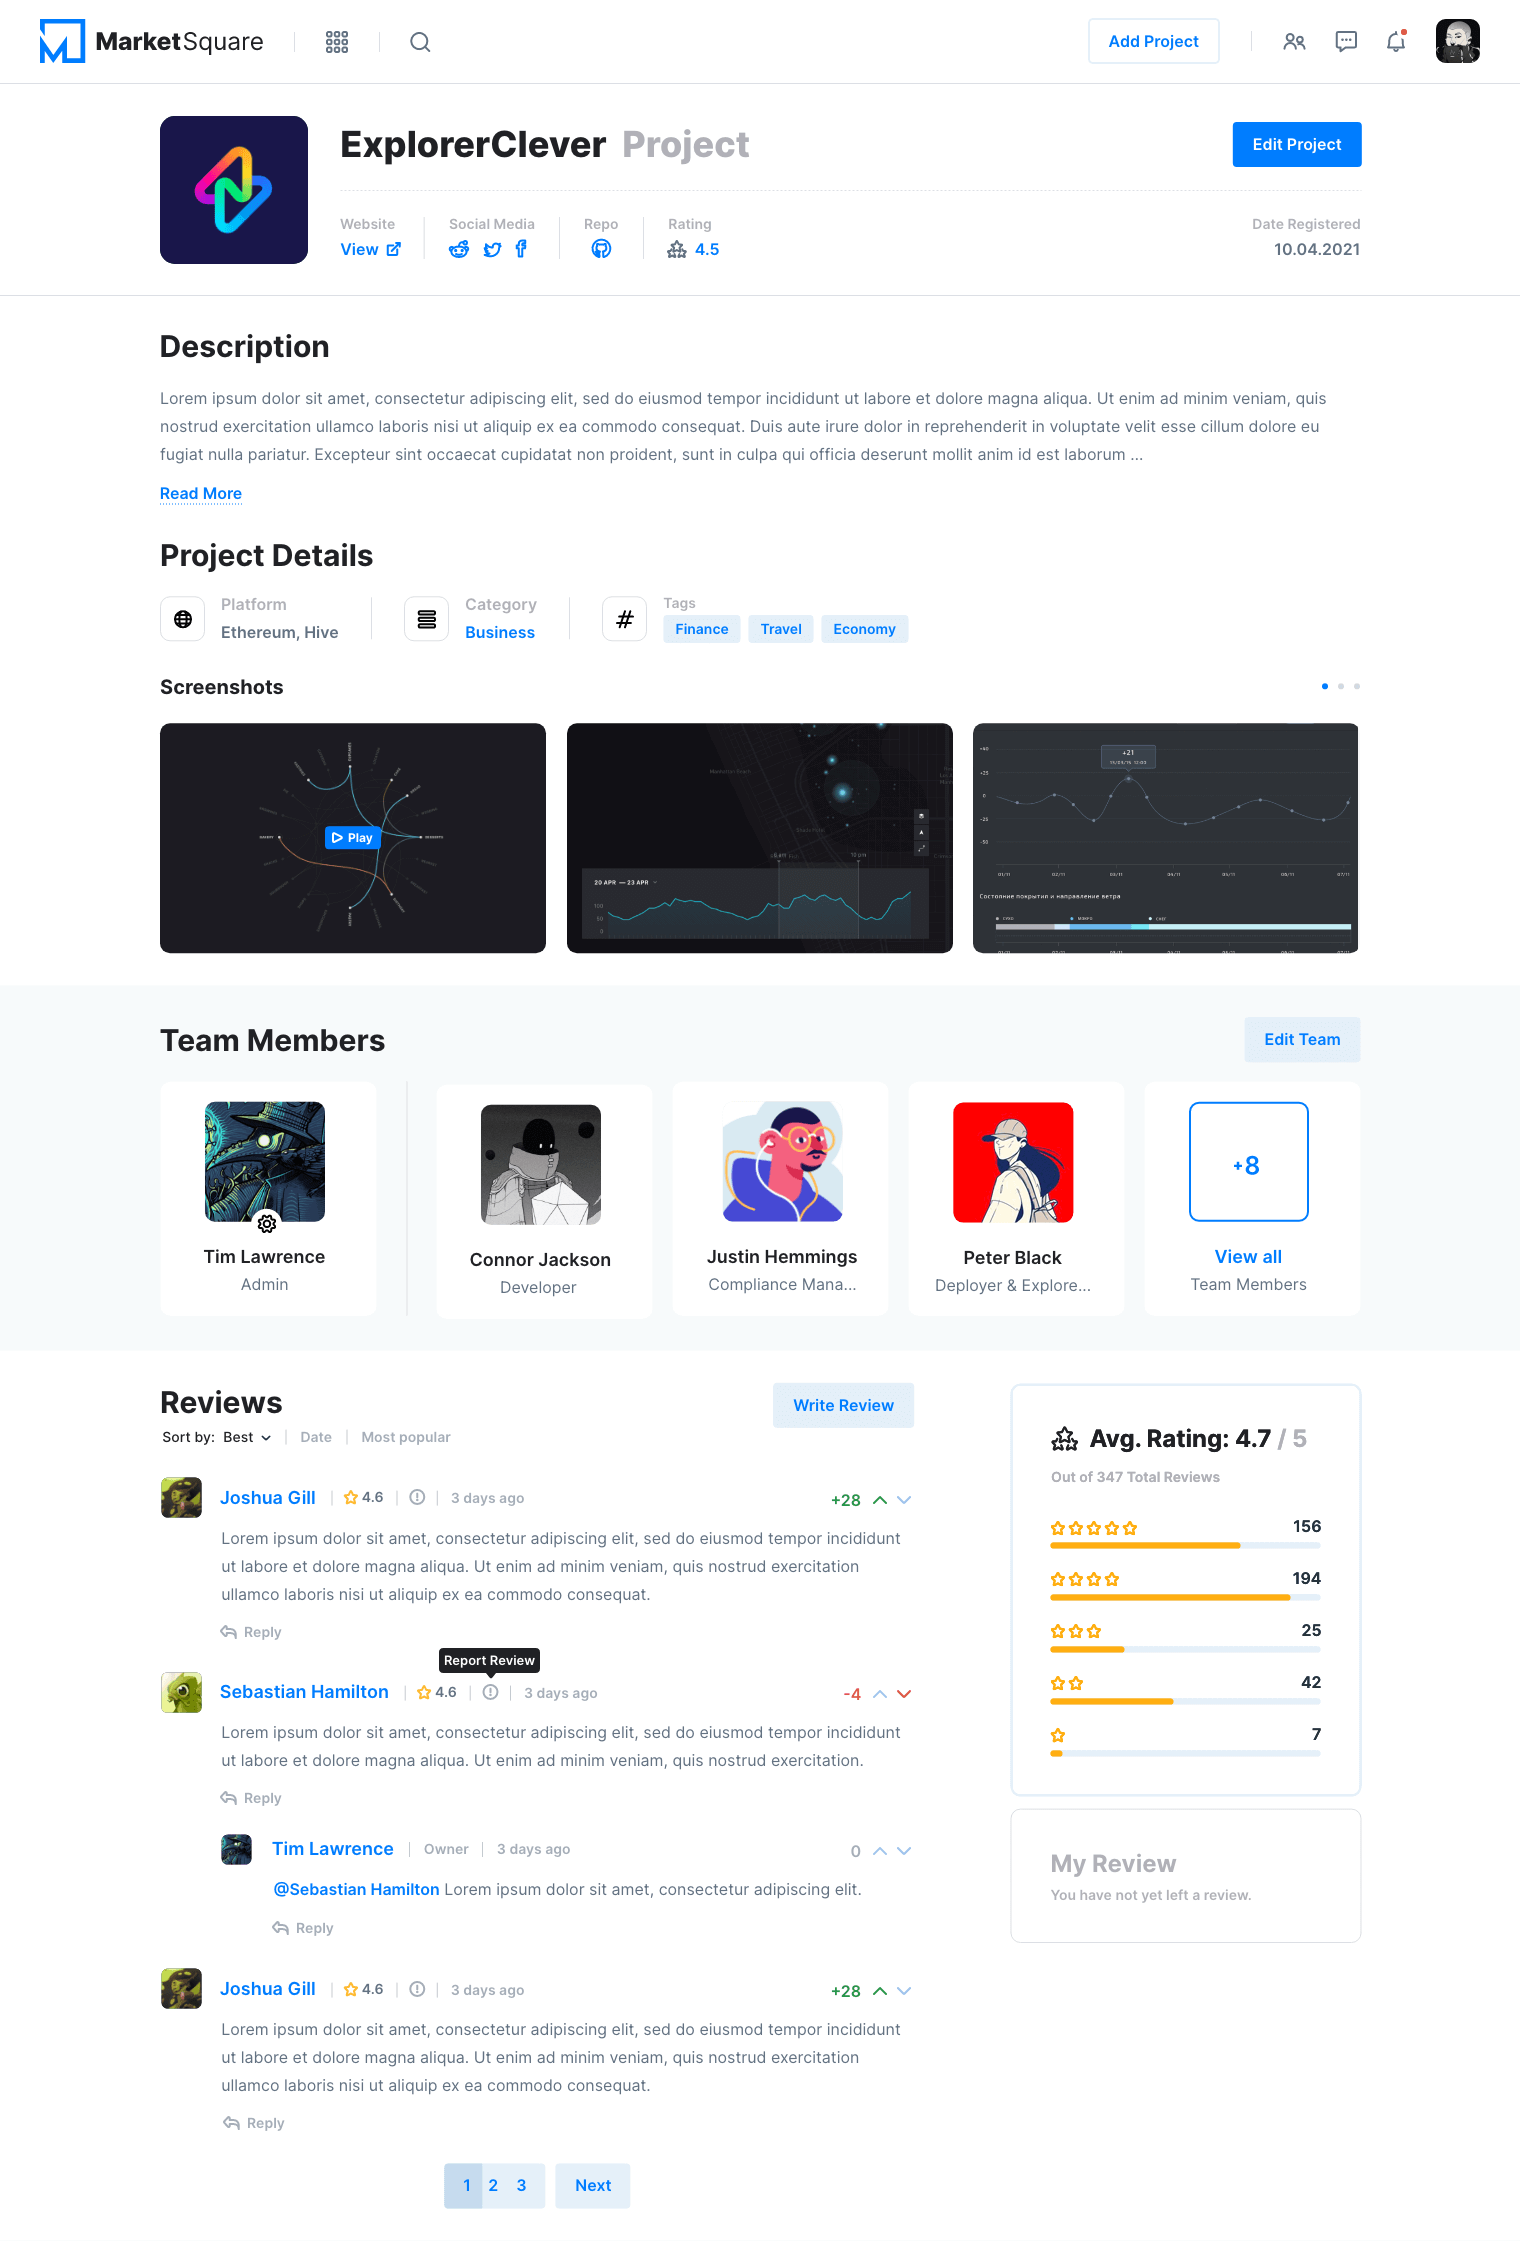 MarketSquare
Add Project
ExplorerClever Project
Edit Project
Website
Social Media
Repo
Rating
Date Registered
View
4.5
10.04.2021
Description
Lorem ipsum dolor sit amet, consectetur adipiscing elit, sed do eiusmod tempor incididunt ut labore et dolore magna aliqua. Ut enim ad minim veniam, quis
nostrud exercitation ullamco laboris nisi ut aliquip ex ea commodo consequat. Duis aute irure dolor in reprehenderit in voluptate velit esse cillum dolore eu
fugiat nulla pariatur. Excepteur sint occaecat cupidatat non proident, sunt in culpa qui officia deserunt mollit anim id est laborum ...
Read More
Project Details
Platform
Ethereum, Hive
Category
Business
#
Tags
Finance Travel Economy
Screenshots
Play
20 APR — 23 APR
100
50
0
+21
Состояние покрытия и направление ветра
Team Members
Edit Team
Tim Lawrence
Admin
Connor Jackson
Developer
Justin Hemmings
Compliance Mana...
Peter Black
Deployer & Explore...
+8
View all
Team Members
Reviews
Write Review
Sort by: Best | Date | Most popular
Joshua Gill | 4.6 | | 3 days ago
+28
Lorem ipsum dolor sit amet, consectetur adipiscing elit, sed do eiusmod tempor incididunt
ut labore et dolore magna aliqua. Ut enim ad minim veniam, quis nostrud exercitation
ullamco laboris nisi ut aliquip ex ea commodo consequat.
Reply
Report Review
Sebastian Hamilton | 4.6 | | 3 days ago
-4
Lorem ipsum dolor sit amet, consectetur adipiscing elit, sed do eiusmod tempor incididunt
ut labore et dolore magna aliqua. Ut enim ad minim veniam, quis nostrud exercitation.
Reply
Tim Lawrence | Owner | 3 days ago
0
@Sebastian Hamilton Lorem ipsum dolor sit amet, consectetur adipiscing elit.
Reply
Joshua Gill | 4.6 | | 3 days ago
+28
Lorem ipsum dolor sit amet, consectetur adipiscing elit, sed do eiusmod tempor incididunt
ut labore et dolore magna aliqua. Ut enim ad minim veniam, quis nostrud exercitation
ullamco laboris nisi ut aliquip ex ea commodo consequat.
Reply
1 2 3 Next
Avg. Rating: 4.7 / 5
Out of 347 Total Reviews
156
194
25
42
7
My Review
You have not yet left a review.